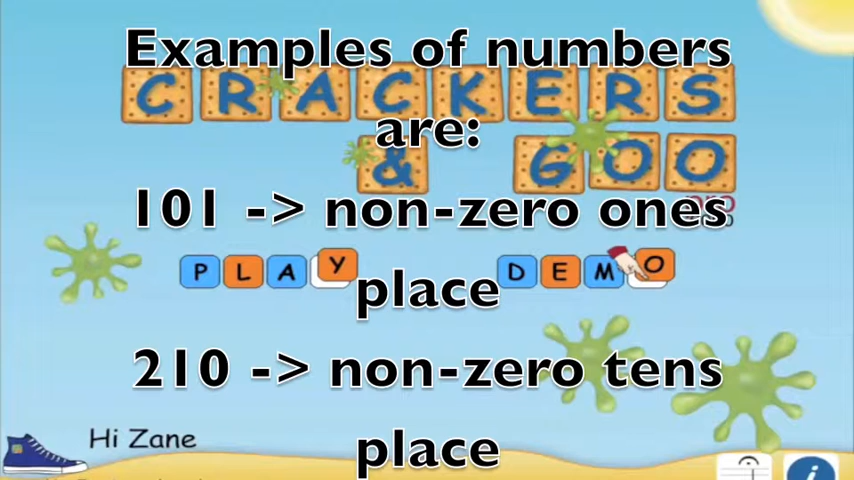 Examples of numbers
CRACKERS
are:
& GOO
101 -> non-zero ones
PLAY
DEMO
place
210 -> non-zero tens
Hi Zane
place
i